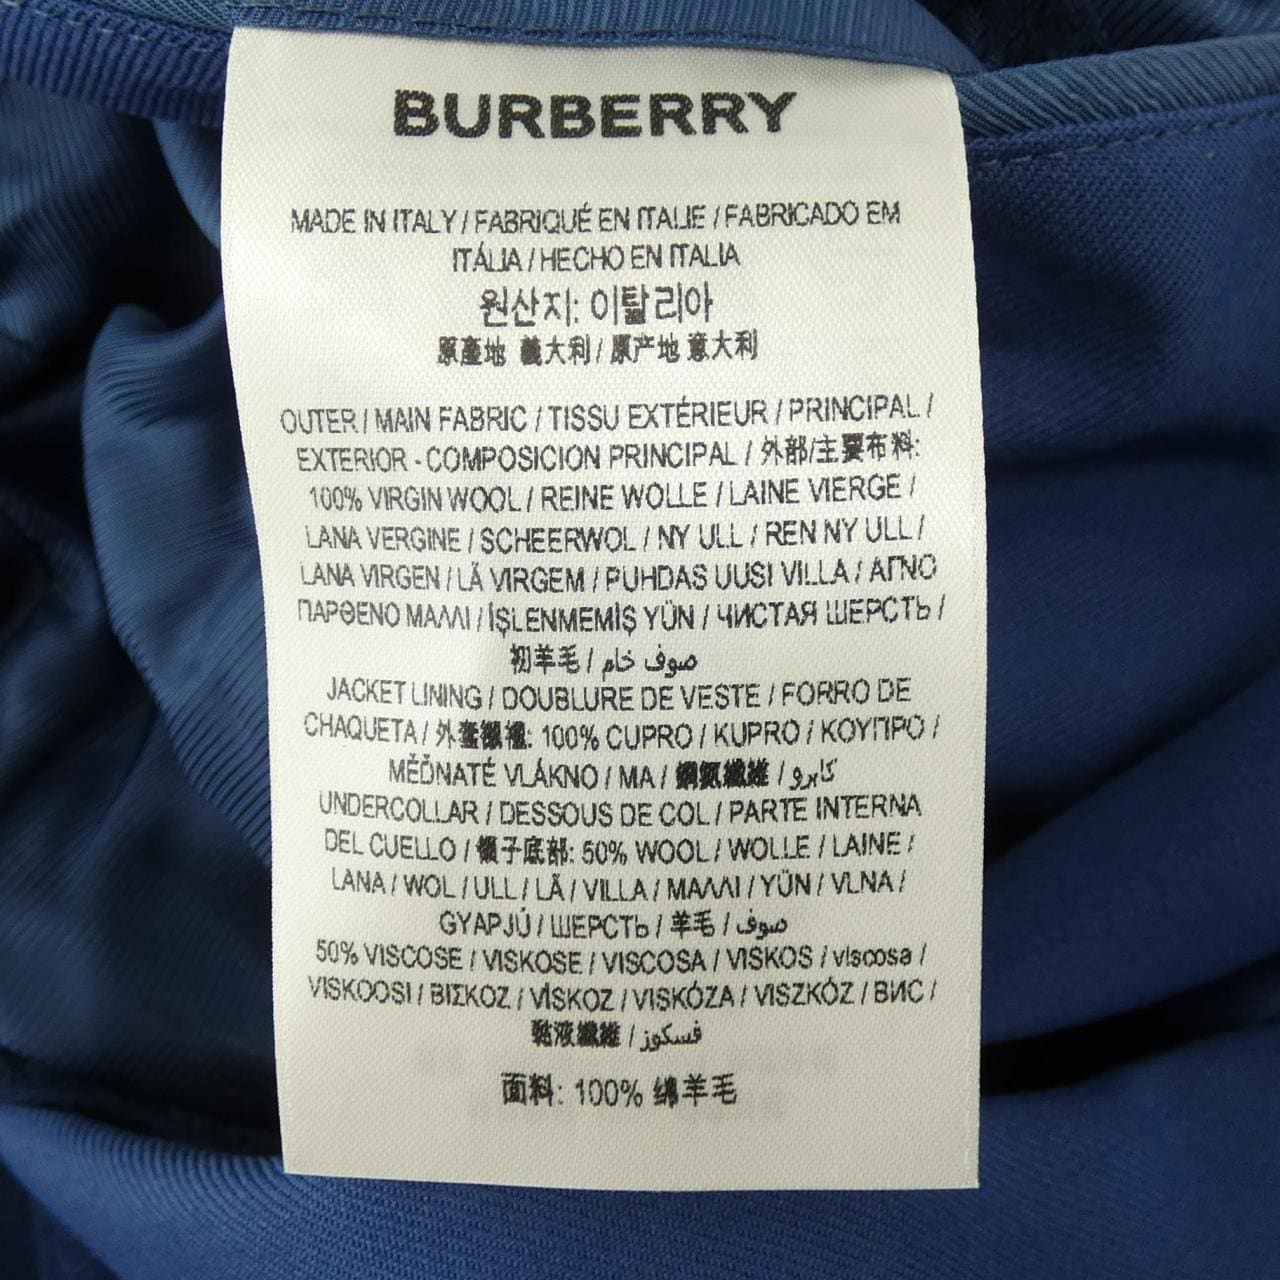 BURBERRY
MADE IN ITALY / FABRIQUÉ EN ITALIE / FABRICADO EM
ITÁLIA / HECHO EN ITALIA
원산지: 이탈리아
原產地 義大利 / 原产地 意大利
OUTER / MAIN FABRIC / TISSU EXTÉRIEUR / PRINCIPAL /
EXTERIOR - COMPOSICION PRINCIPAL / 外部/主要布料:
100% VIRGIN WOOL / REINE WOLLE / LAINE VIERGE /
LANA VERGINE / SCHEERWOL / NY ULL / REN NY ULL /
LANA VIRGEN / LÃ VIRGEM / PUHDAS UUSI VILLA / ΑΓΝΟ
ΠΑΡΘΕΝΟ ΜΑΛΛΙ / İŞLENMEMİŞ YÜN / ЧИСТАЯ ШЕРСТЬ /
初羊毛 / صوف خام
JACKET LINING / DOUBLURE DE VESTE / FORRO DE
CHAQUETA / 外套襯裡: 100% CUPRO / KUPRO / ΚΟΥΠΡΟ /
MĚĎNATÉ VLÁKNO / MA / 銅氨纖維 / كابرو
UNDERCOLLAR / DESSOUS DE COL / PARTE INTERNA
DEL CUELLO / 領子底部: 50% WOOL / WOLLE / LAINE /
LANA / WOL / ULL / LÃ / VILLA / ΜΑΛΛΙ / YÜN / VLNA /
GYAPJÚ / ШЕРСТЬ / 羊毛 / صوف
50% VISCOSE / VISKOSE / VISCOSA / VISKOS / viscosa /
VISKOOSI / ΒΙΣΚΟΖ / VİSKOZ / VISKÓZA / VISZKÓZ / ВИС /
黏液纖維 / فسكوز
面料: 100% 绵羊毛